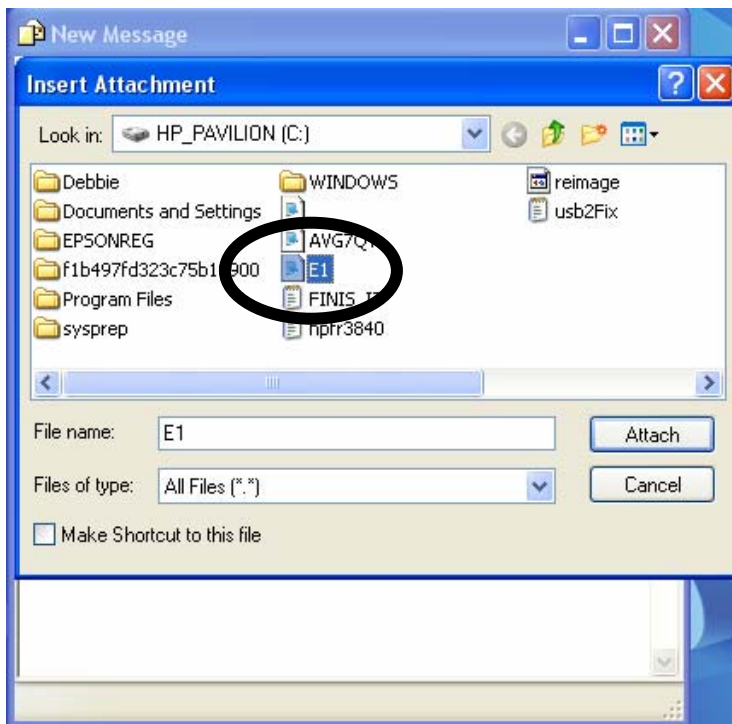 New Message
Insert Attachment
Look in: HP_PAVILION (C:)
Debbie
Documents and Settings
EPSONREG
Program Files
sysprep
WINDOWS
E1
hpfr3840
reimage
usb2Fix
File name: E1
Attach
Files of type: All Files (*.*)
Cancel
Make Shortcut to this file